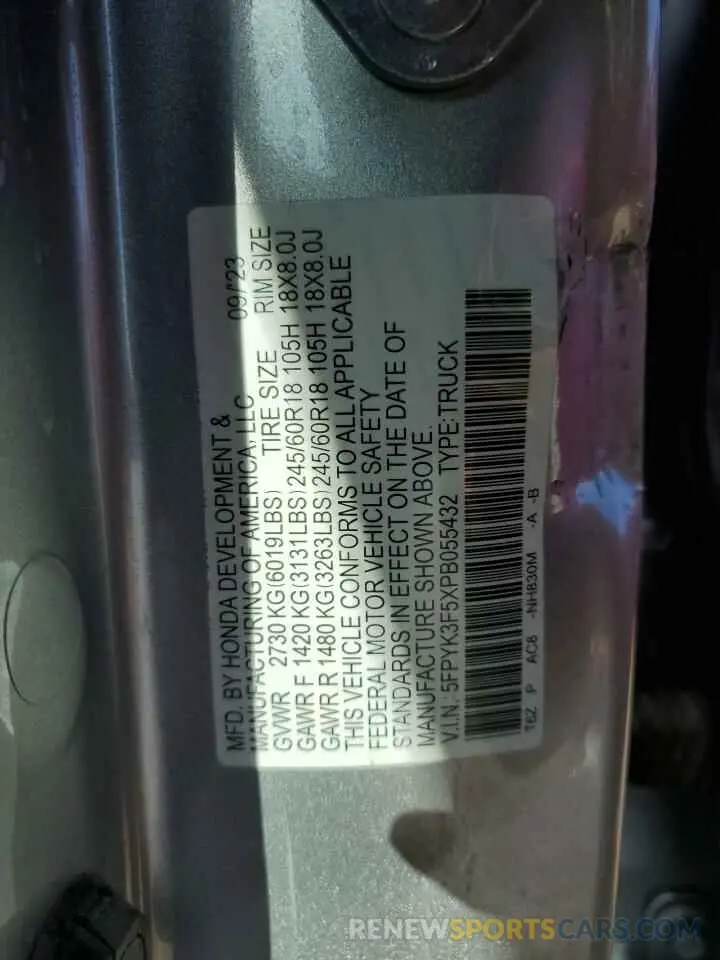 MFD. BY HONDA DEVELOPMENT &
MANUFACTURING OF AMERICA, LLC 09/23
GVWR 2730 KG(6019LBS) TIRE SIZE RIM SIZE
GAWR F 1420 KG(3131LBS)245/60R18 105H 18X8.0J
GAWR R 1480 KG(3263LBS)245/60R18 105H 18X8.0J
THIS VEHICLE CONFORMS TO ALL APPLICABLE
FEDERAL MOTOR VEHICLE SAFETY
STANDARDS IN EFFECT ON THE DATE OF
MANUFACTURE SHOWN ABOVE.
V.I.N.: 5FPYK3F5XPB055432 TYPE:TRUCK
T6Z P AC8 -NH830M -A -B
RENEWSPORTSCARS.COM